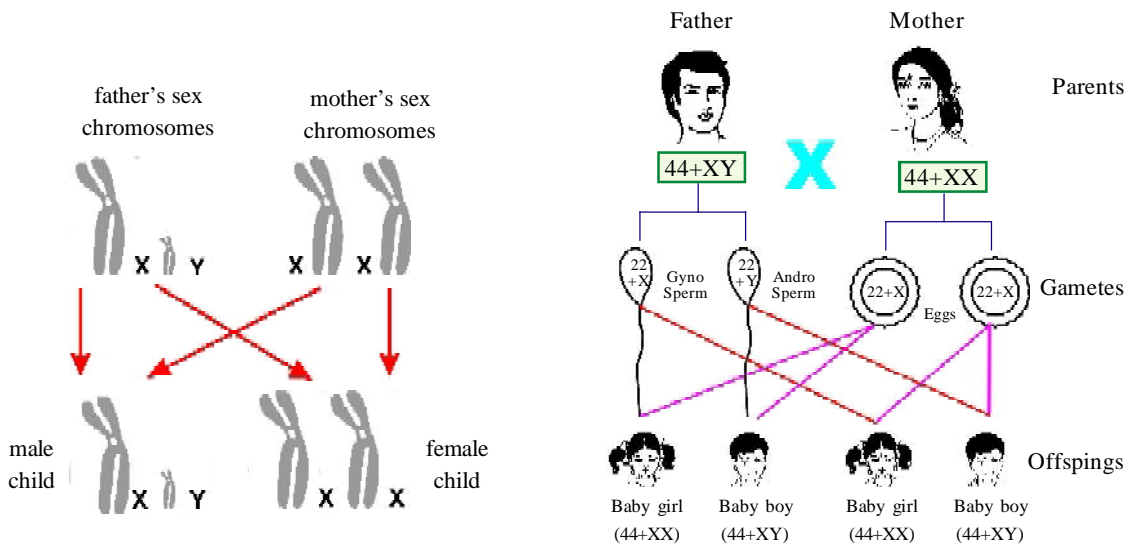 father's sex
chromosomes
mother's sex
chromosomes
X Y X X
male
child
X Y X X
female
child
Father Mother
Parents
44+XY X 44+XX
22
+X
Gyno
Sperm
22
+Y
Andro
Sperm
22+X
Eggs
22+X
Gametes
Offspings
Baby girl
(44+XX)
Baby boy
(44+XY)
Baby girl
(44+XX)
Baby boy
(44+XY)